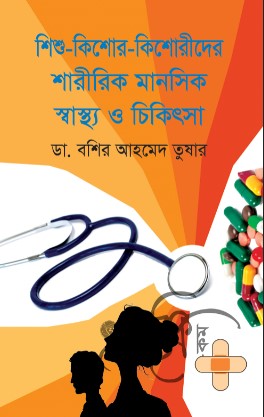 শিশু-কিশোর-কিশোরীদের
শারীরিক মানসিক
স্বাস্থ্য ও চিকিৎসা
ডা. বশির আহমেদ তুষার